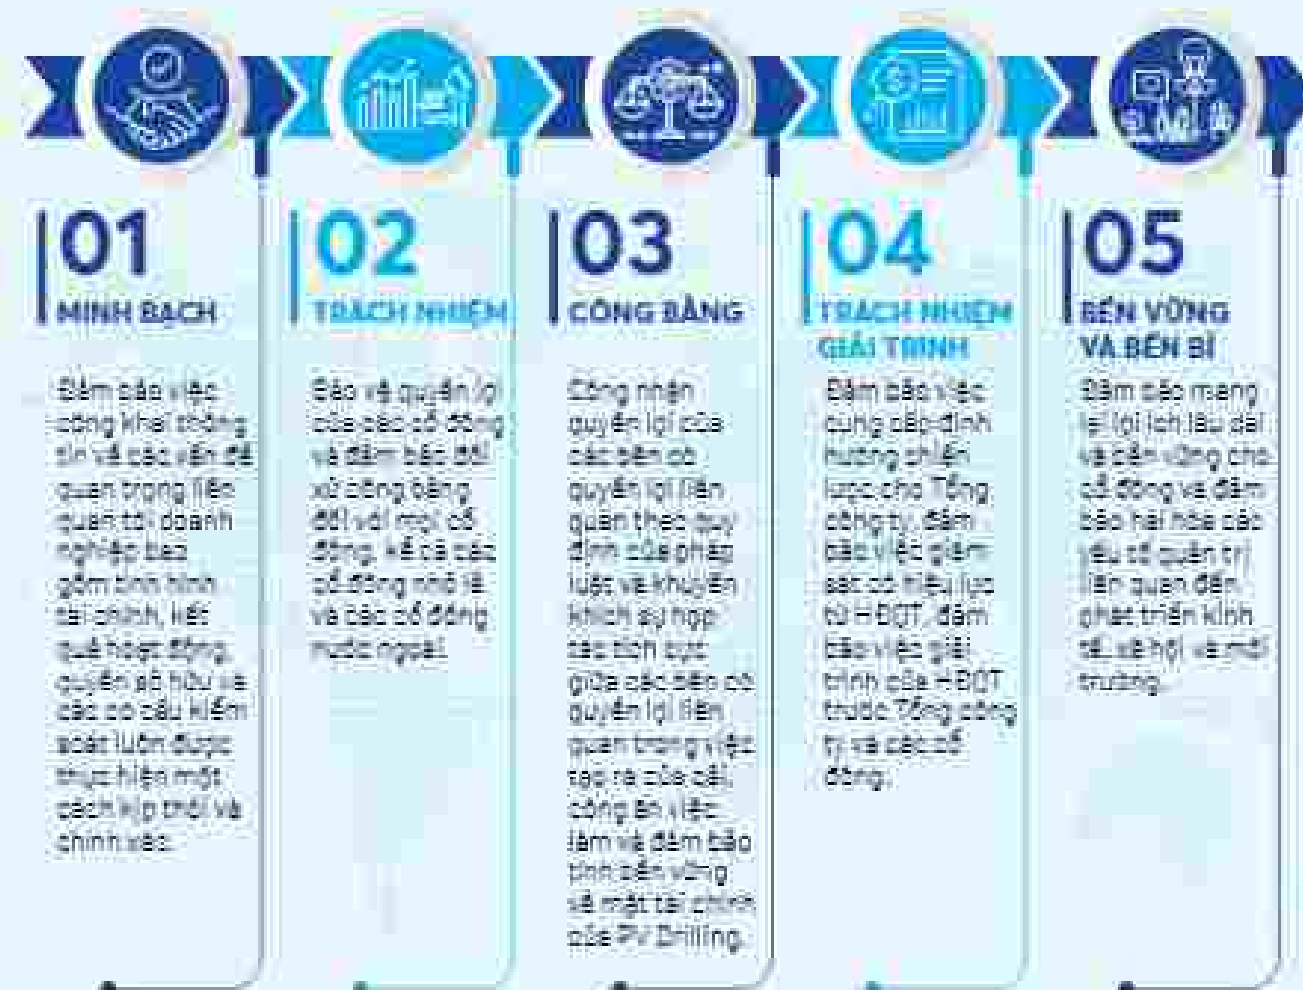 01
MINH BẠCH
Đảm bảo việc
công khai thông
tin về các vấn đề
quan trọng liên
quan tới doanh
nghiệp bao
gồm tình hình
tài chính, kết
quả hoạt động,
quyền sở hữu và
các cơ cấu kiểm
soát luôn được
thực hiện một
cách kịp thời và
chính xác.
02
TRÁCH NHIỆM
Bảo vệ quyền lợi
của các cổ đông
và đảm bảo đối
xử công bằng
đối với mọi cổ
đông, kể cả các
cổ đông nhỏ lẻ
và các cổ đông
nước ngoài.
03
CÔNG BẰNG
Công nhận
quyền lợi của
các bên có
quyền lợi liên
quan theo quy
định của pháp
luật và khuyến
khích sự hợp
tác tích cực
giữa các bên có
quyền lợi liên
quan trong việc
tạo ra của cải,
công ăn việc
làm và đảm bảo
tính bền vững
về mặt tài chính
của PV Drilling.
04
TRÁCH NHIỆM
GIẢI TRÌNH
Đảm bảo việc
cung cấp định
hướng chiến
lược cho Tổng
công ty, đảm
bảo việc giám
sát có hiệu lực
từ HĐQT, đảm
bảo việc giải
trình của HĐQT
trước Tổng công
ty và các cổ
đông.
05
BỀN VỮNG
VÀ BỀN BỈ
Đảm bảo mang
lại lợi ích lâu dài
và bền vững cho
cổ đông và đảm
bảo hài hòa các
yếu tố quản trị
liên quan đến
phát triển kinh
tế, xã hội và môi
trường.